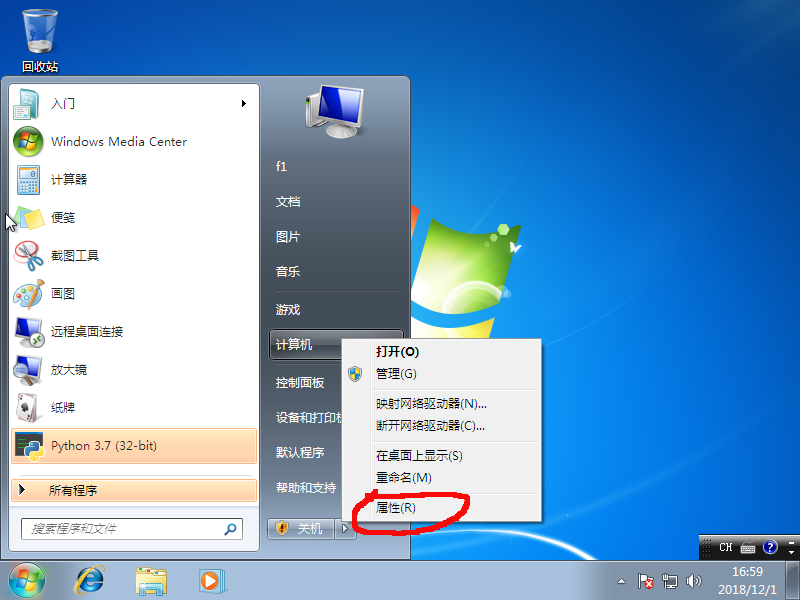 回收站
入门
Windows Media Center
计算器
便笺
截图工具
画图
远程桌面连接
放大镜
纸牌
Python 3.7 (32-bit)
所有程序
搜索程序和文件
f1
文档
图片
音乐
游戏
计算机
控制面板
设备和打印机
默认程序
帮助和支持
关机
打开(O)
管理(G)
映射网络驱动器(N)...
断开网络驱动器(C)...
在桌面上显示(S)
重命名(M)
属性(R)
CH
16:59
2018/12/1